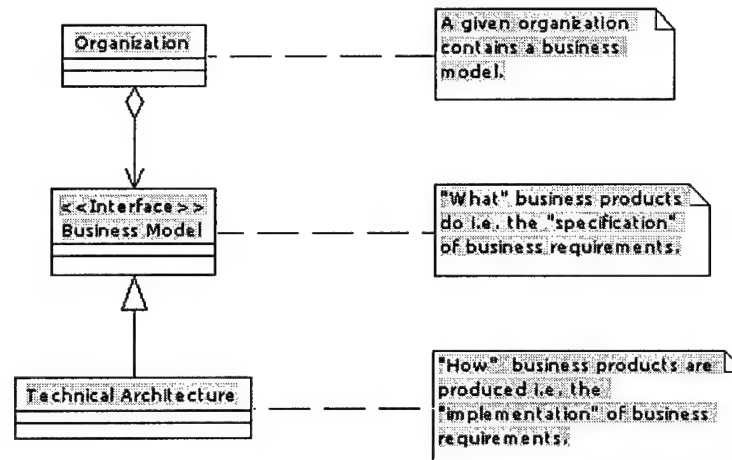 Organization
A given organization
contains a business
model.
<<Interface>>
Business Model
"What" business products
do i.e. the "specification"
of business requirements.
Technical Architecture
"How" business products are
produced i.e. the
"implementation" of business
requirements.